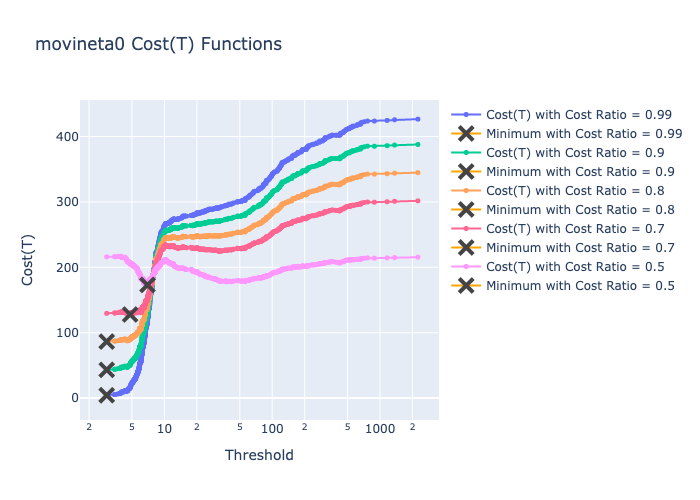 movineta0 Cost(T) Functions
Cost(T) with Cost Ratio = 0.99
Minimum with Cost Ratio = 0.99
Cost(T) with Cost Ratio = 0.9
Minimum with Cost Ratio = 0.9
Cost(T) with Cost Ratio = 0.8
Minimum with Cost Ratio = 0.8
Cost(T) with Cost Ratio = 0.7
Minimum with Cost Ratio = 0.7
Cost(T) with Cost Ratio = 0.5
Minimum with Cost Ratio = 0.5
Cost(T)
400
300
200
100
0
2 5 10 2 5 100 2 5 1000 2
Threshold